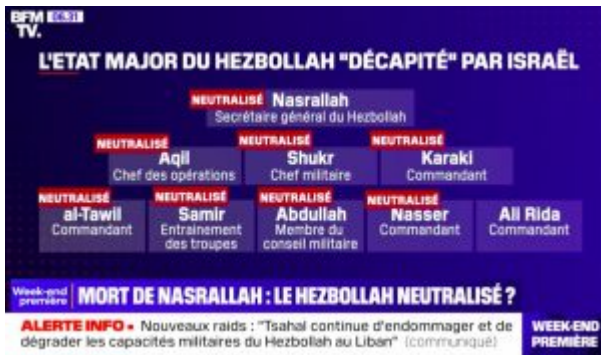 BFM 06:31
TV.
L'ETAT MAJOR DU HEZBOLLAH "DÉCAPITÉ" PAR ISRAËL
NEUTRALISÉ Nasrallah
Secrétaire général du Hezbollah
NEUTRALISÉ NEUTRALISÉ NEUTRALISÉ
Aqil Shukr Karaki
Chef des opérations Chef militaire Commandant
NEUTRALISÉ NEUTRALISÉ NEUTRALISÉ NEUTRALISÉ
al-Tawil Samir Abdullah Nasser Ali Rida
Commandant Entrainement Membre du Commandant Commandant
des troupes conseil militaire
Week-end
première
MORT DE NASRALLAH : LE HEZBOLLAH NEUTRALISÉ ?
ALERTE INFO • Nouveaux raids : "Tsahal continue d'endommager et de
dégrader les capacités militaires du Hezbollah au Liban" (communiqué)
WEEK-END
PREMIÈRE